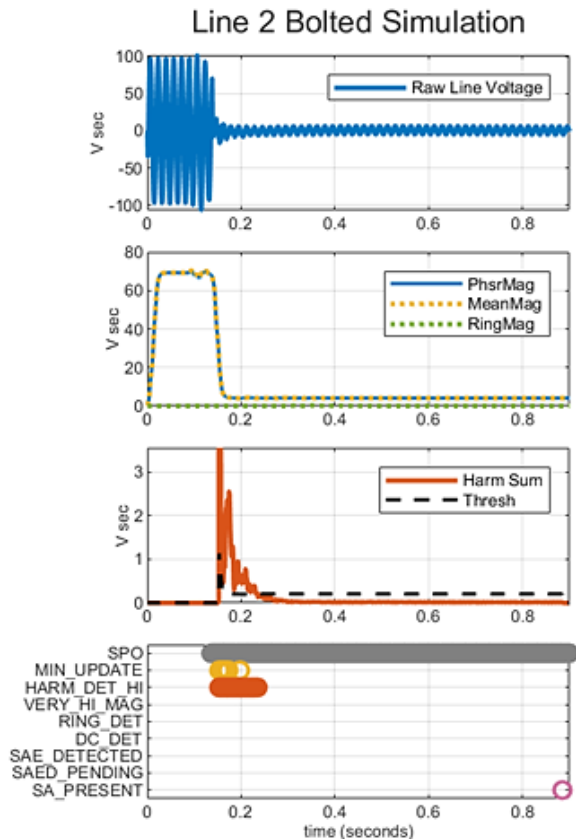 Line 2 Bolted Simulation
100
50
0
-50
-100
V sec
Raw Line Voltage
0 0.2 0.4 0.6 0.8
80
60
40
20
0
V sec
PhsrMag
MeanMag
RingMag
0 0.2 0.4 0.6 0.8
3
2
1
0
V sec
Harm Sum
Thresh
0 0.2 0.4 0.6 0.8
SPO
MIN_UPDATE
HARM_DET_HI
VERY_HI_MAG
RING_DET
DC_DET
SAE_DETECTED
SAED_PENDING
SA_PRESENT
0 0.2 0.4 0.6 0.8
time (seconds)